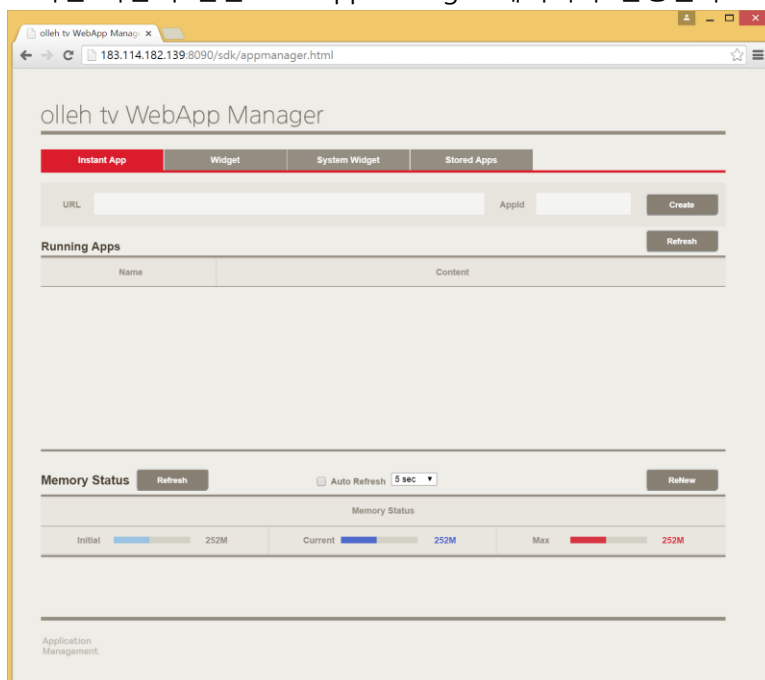 olleh tv WebApp Manag
183.114.182.139:8090/sdk/appmanager.html
olleh tv WebApp Manager
Instant App Widget System Widget Stored Apps
URL AppId Create
Running Apps Refresh
Name Content
Memory Status Refresh Auto Refresh 5 sec ReNew
Memory Status
Initial 252M Current 252M Max 252M
Application
Management